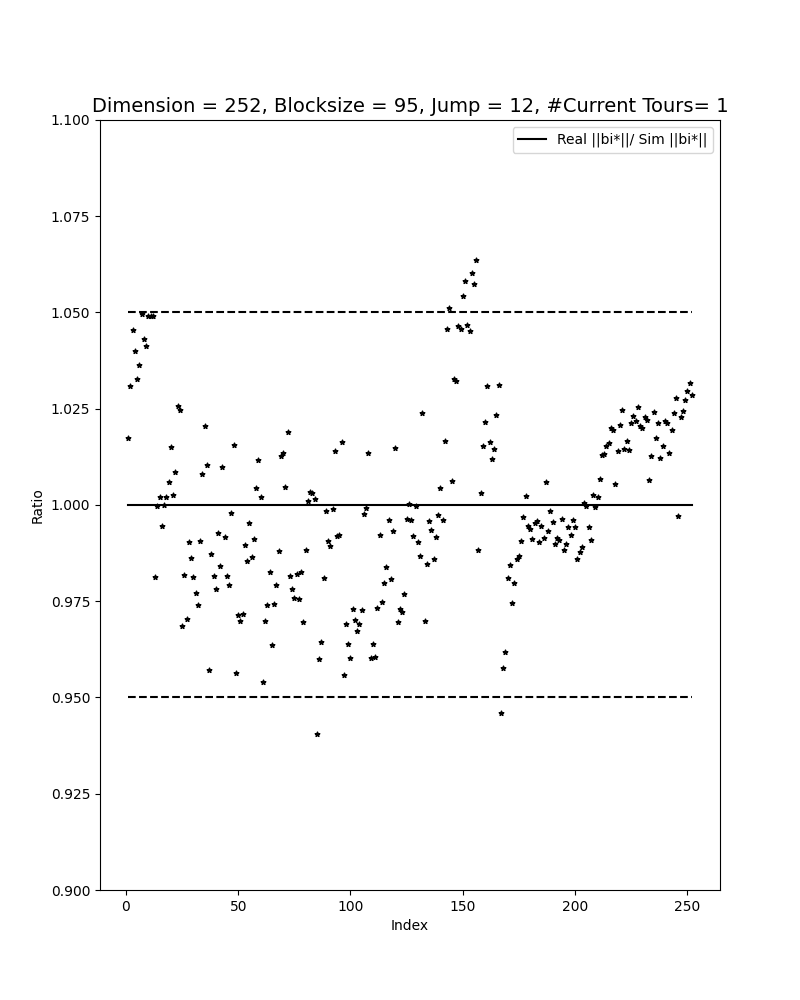 Dimension = 252, Blocksize = 95, Jump = 12, #Current Tours= 1
1.100
Real ||bi*||/ Sim ||bi*||
1.075
1.050
1.025
Ratio
1.000
0.975
0.950
0.925
0.900
0 50 100 150 200 250
Index